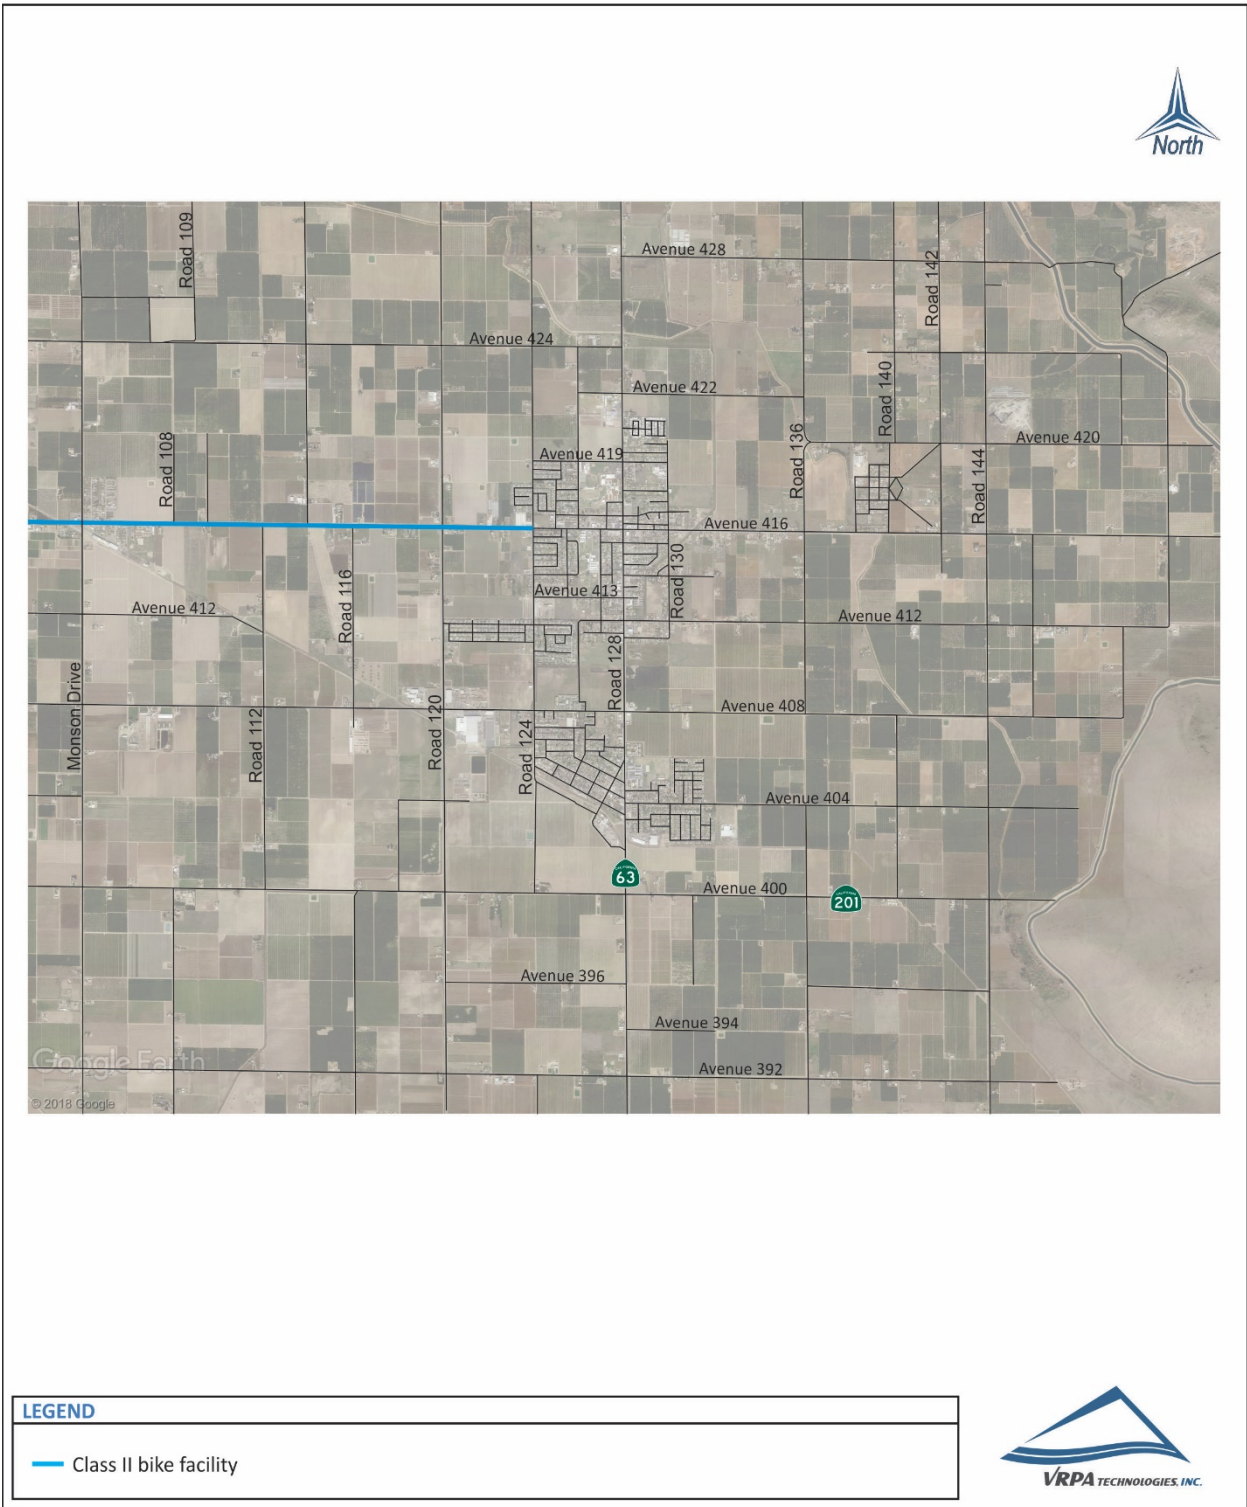 North
Road 109
Avenue 428
Road 142
Avenue 424
Avenue 422
Road 140
Road 108
Avenue 419
Road 136
Avenue 420
Road 144
Avenue 416
Road 116
Avenue 413
Road 130
Avenue 412
Avenue 412
Monson Drive
Road 112
Road 120
Road 124
Road 128
Avenue 408
Avenue 404
63
Avenue 400
201
Avenue 396
Avenue 394
Avenue 392
Google Earth
© 2018 Google
LEGEND
Class II bike facility
VRPA TECHNOLOGIES, INC.